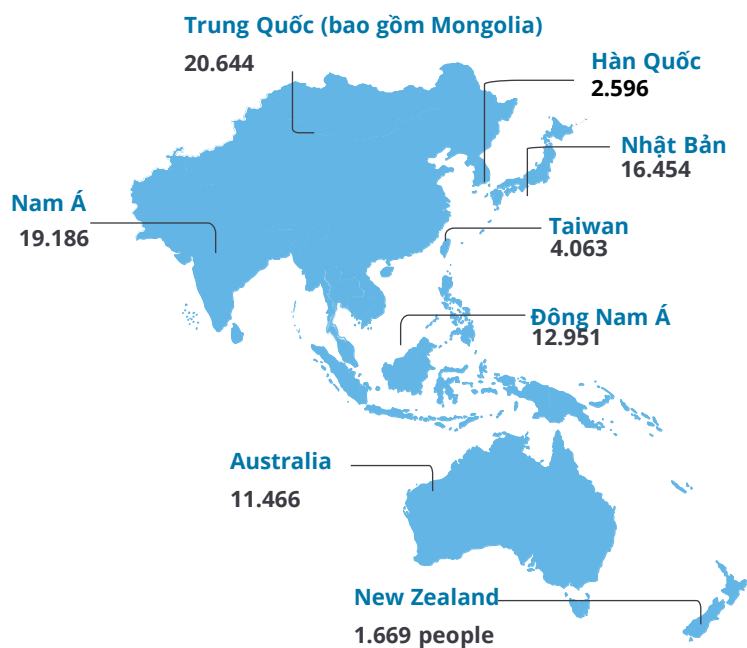 Trung Quốc (bao gồm Mongolia)
20.644
Hàn Quốc
2.596
Nhật Bản
16.454
Nam Á
19.186
Taiwan
4.063
Đông Nam Á
12.951
Australia
11.466
New Zealand
1.669 people